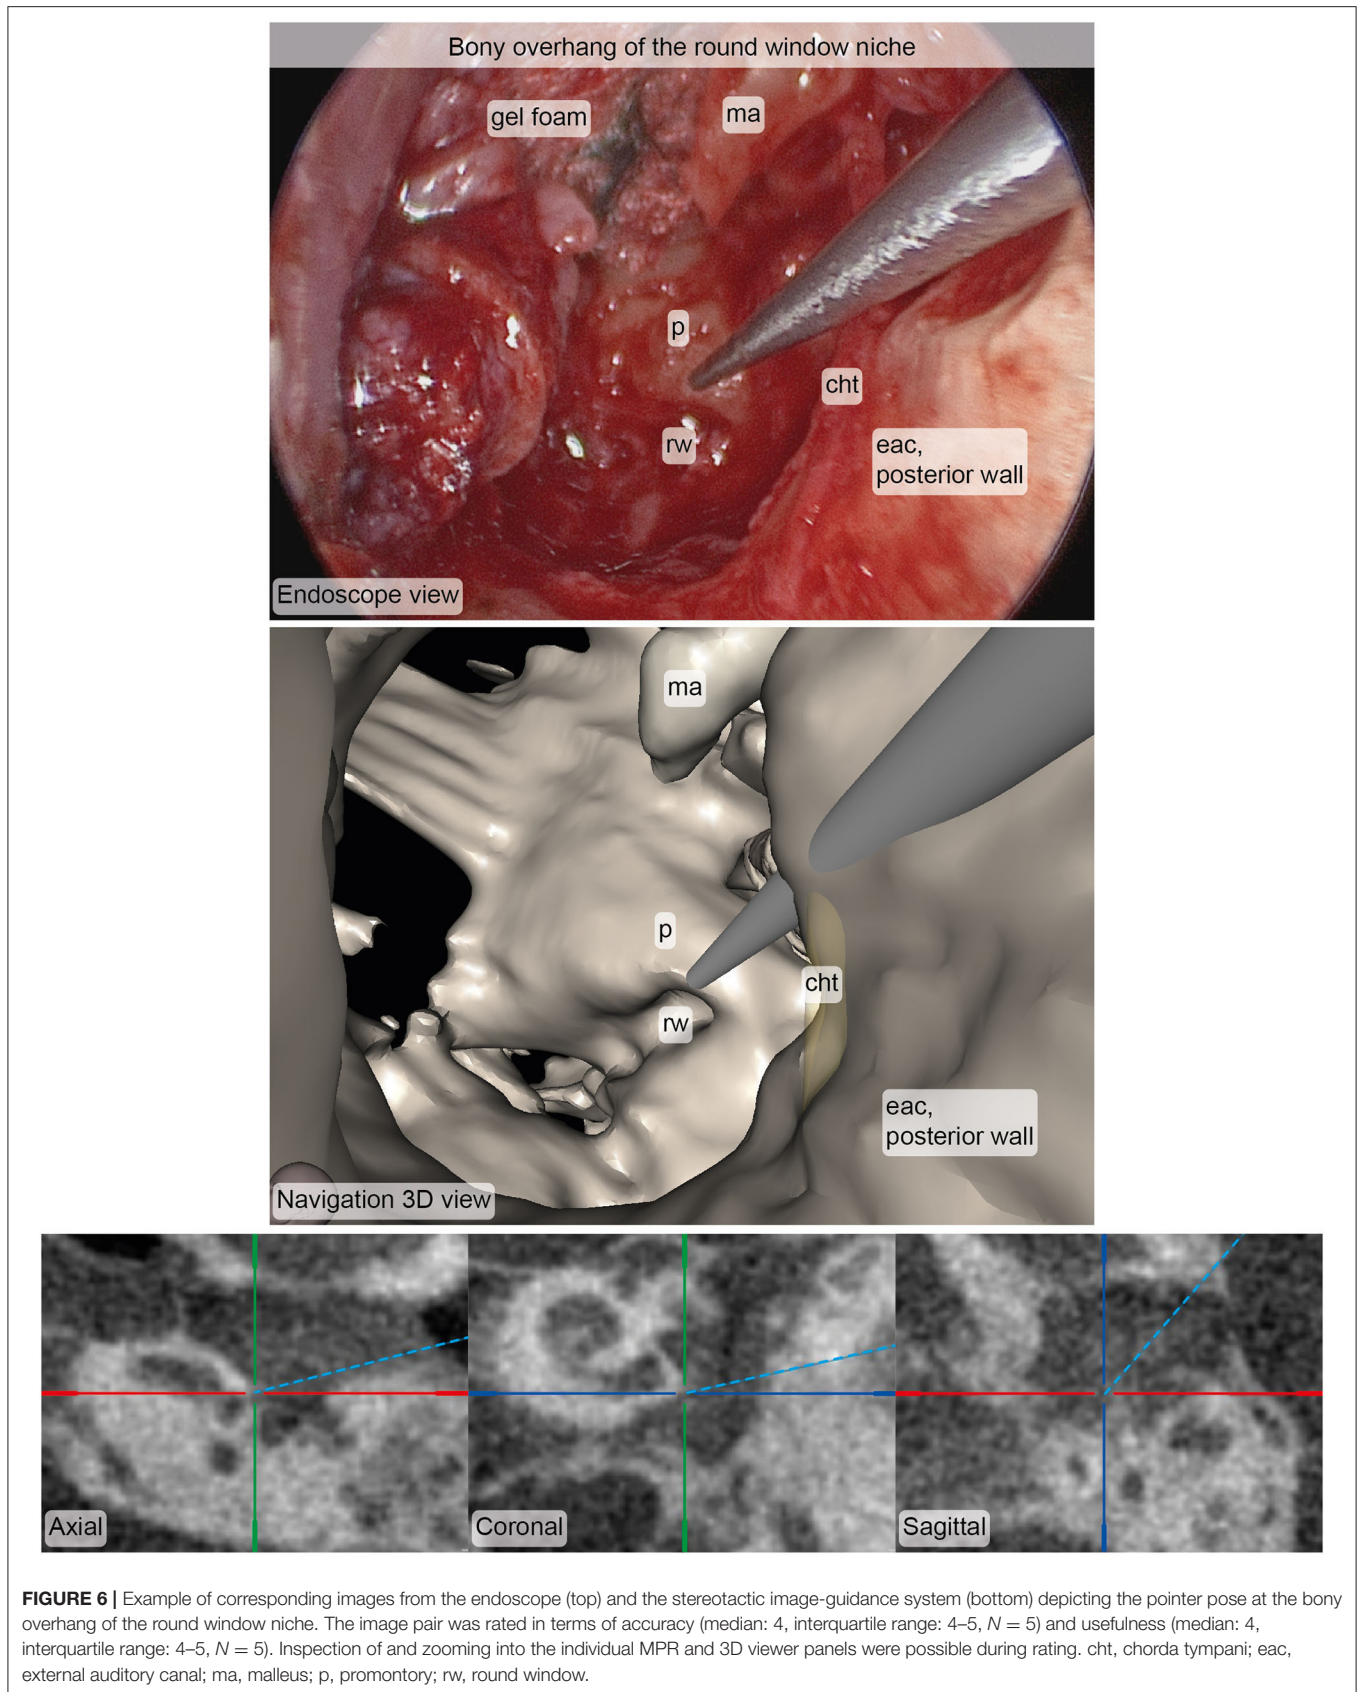 Bony overhang of the round window niche
gel foam
ma
p
cht
rw
eac,
posterior wall
Endoscope view
ma
p
cht
rw
eac,
posterior wall
Navigation 3D view
Axial
Coronal
Sagittal
FIGURE 6 | Example of corresponding images from the endoscope (top) and the stereotactic image-guidance system (bottom) depicting the pointer pose at the bony
overhang of the round window niche. The image pair was rated in terms of accuracy (median: 4, interquartile range: 4–5, N = 5) and usefulness (median: 4,
interquartile range: 4–5, N = 5). Inspection of and zooming into the individual MPR and 3D viewer panels were possible during rating. cht, chorda tympani; eac,
external auditory canal; ma, malleus; p, promontory; rw, round window.